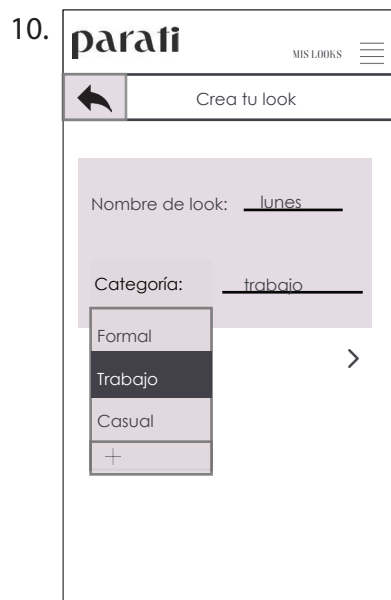 10.
parati
MIS LOOKS
Crea tu look
Nombre de look: lunes
Categoría: trabajo
Formal
Trabajo
Casual
+